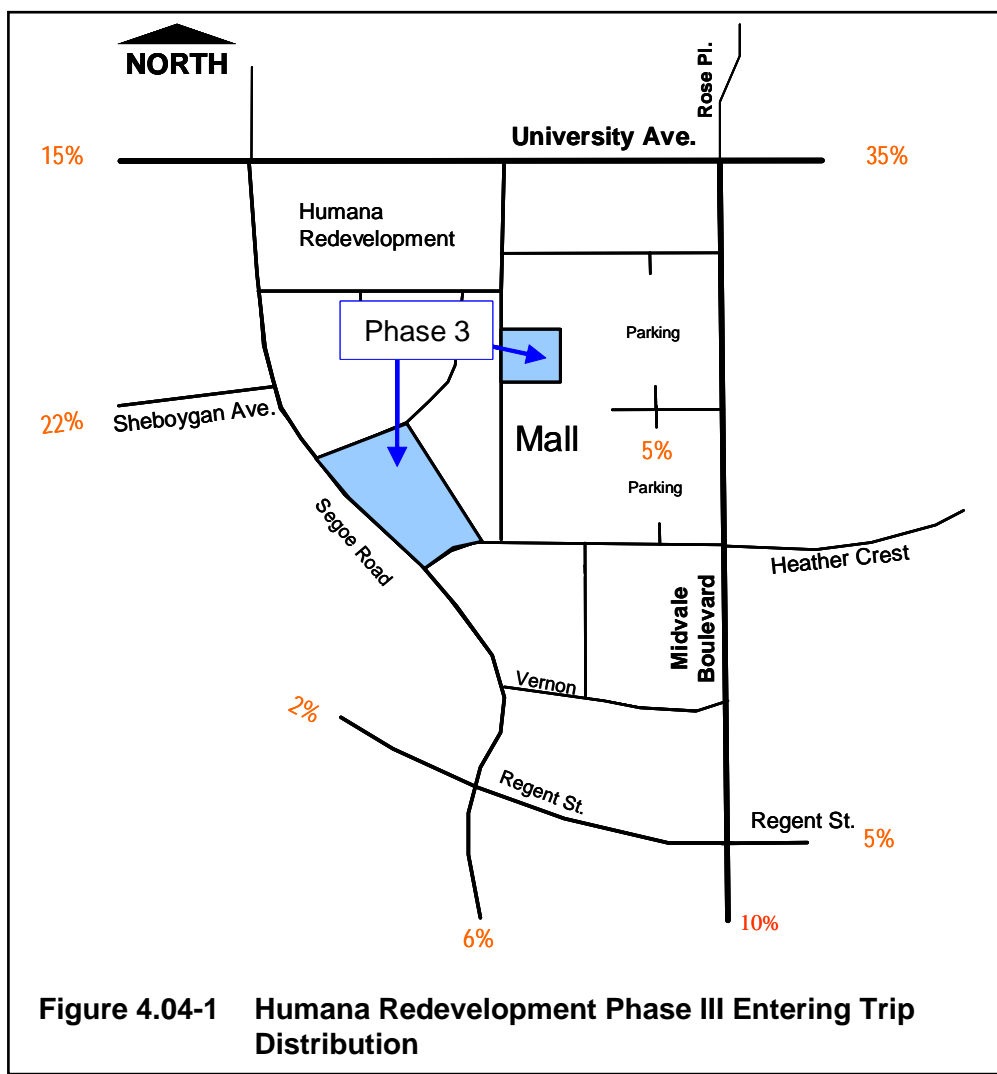 NORTH
Rose Pl.
University Ave.
15%
35%
Humana
Redevelopment
Phase 3
Parking
Sheboygan Ave.
22%
Mall
5%
Parking
Segoe Road
Heather Crest
Midvale
Boulevard
Vernon
2%
Regent St.
Regent St.
5%
6%
10%
Figure 4.04-1 Humana Redevelopment Phase III Entering Trip
Distribution